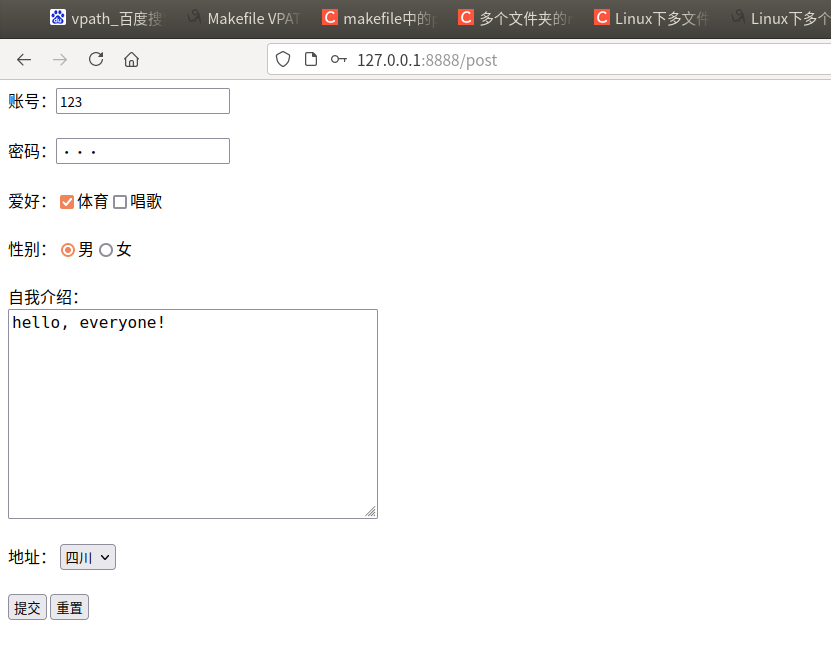 vpath_百度搜
Makefile VPAT
makefile中的
多个文件夹的
Linux下多文件
Linux下多个
127.0.0.1:8888/post
账号： 123
密码： ···
爱好： 体育 唱歌
性别： 男 女
自我介绍：
hello, everyone!
地址： 四川
提交 重置